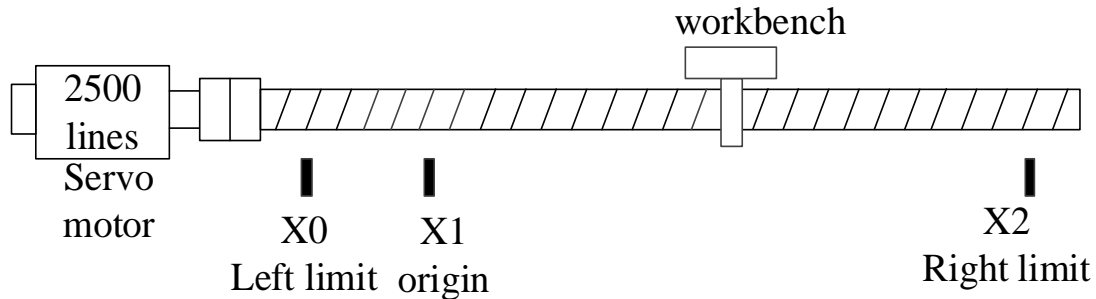 workbench
2500
lines
Servo
motor
X0
Left limit
X1
origin
X2
Right limit